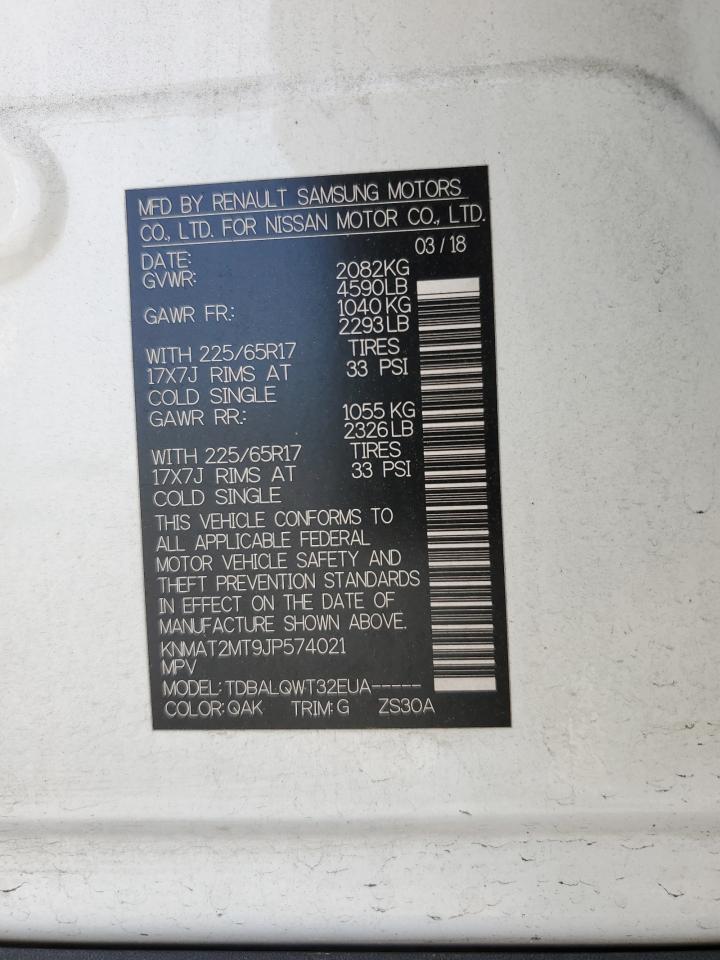 MFD BY RENAULT SAMSUNG MOTORS
CO., LTD. FOR NISSAN MOTOR CO., LTD.
DATE: 03 / 18
GVWR: 2082KG
4590LB
GAWR FR.: 1040 KG
2293LB
WITH 225/65R17 TIRES
17X7J RIMS AT 33 PSI
COLD SINGLE
GAWR RR.: 1055 KG
2326LB
WITH 225/65R17 TIRES
17X7J RIMS AT 33 PSI
COLD SINGLE
THIS VEHICLE CONFORMS TO
ALL APPLICABLE FEDERAL
MOTOR VEHICLE SAFETY AND
THEFT PREVENTION STANDARDS
IN EFFECT ON THE DATE OF
MANUFACTURE SHOWN ABOVE.
KNMAT2MT9JP574021
MPV
MODEL: TDBALQWT32EUA-----
COLOR: QAK TRIM: G ZS30A